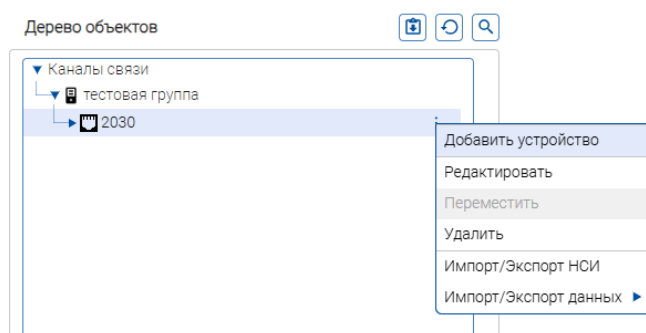 Дерево объектов
Каналы связи
тестовая группа
2030
Добавить устройство
Редактировать
Переместить
Удалить
Импорт/Экспорт НСИ
Импорт/Экспорт данных